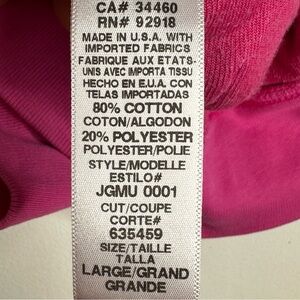 CA# 34460
RN# 92918
MADE IN U.S.A. WITH
IMPORTED FABRICS
FABRIQUE AUX ETATS-
UNIS AVEC IMPORTA TISSU
HECHO EN E.U.A. CON
TELAS IMPORTADAS
80% COTTON
COTON/ALGODON
20% POLYESTER
POLYESTER/POLIE
STYLE/MODELLE
ESTILO#
JGMU 0001
CUT/COUPE
CORTE#
635459
SIZE/TAILLE
TALLA
LARGE/GRAND
GRANDE